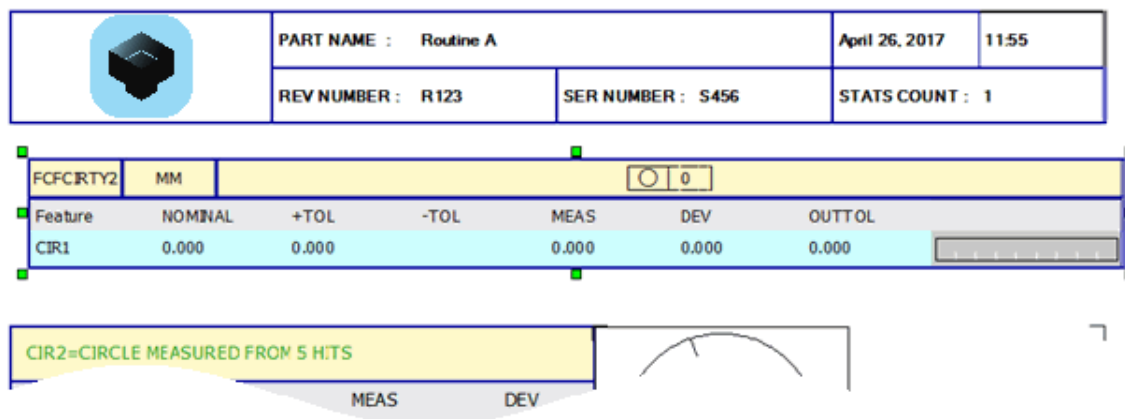 PART NAME : Routine A April 26, 2017 11:55
REV NUMBER : R123 SER NUMBER : S456 STATS COUNT : 1
FCFCIRTY2 MM 0
Feature NOMINAL +TOL -TOL MEAS DEV OUTTOL
CIR1 0.000 0.000 0.000 0.000 0.000
CIR2=CIRCLE MEASURED FROM 5 HITS
MEAS DEV